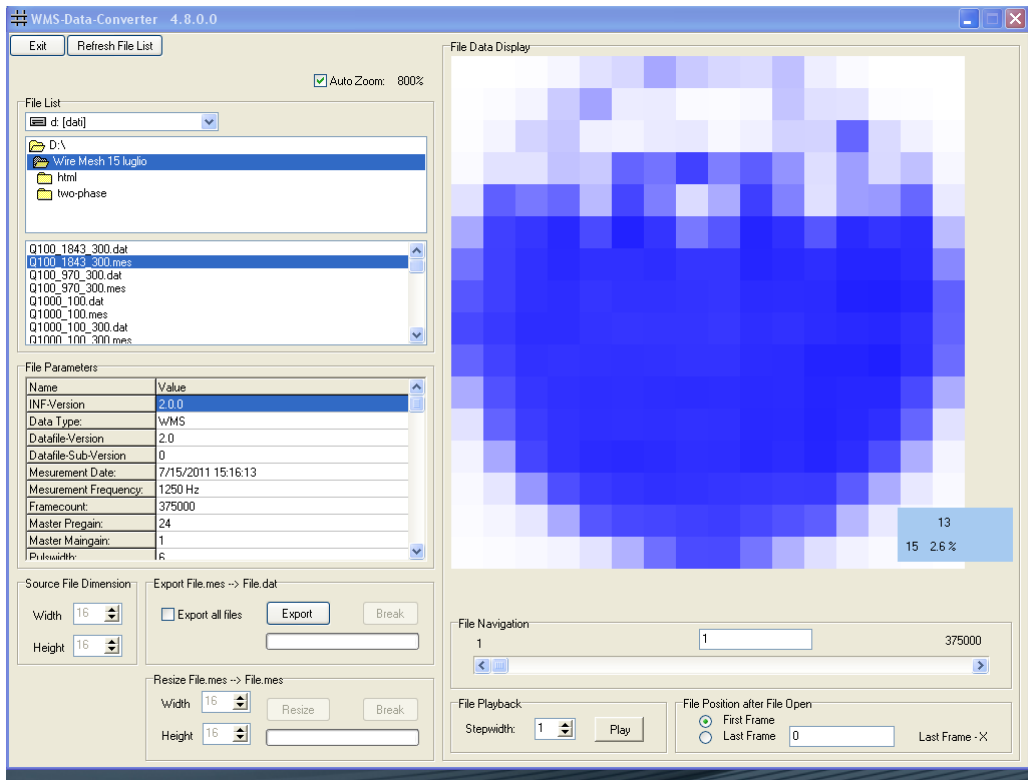 WMS-Data-Converter 4.8.0.0
Exit Refresh File List
Auto Zoom: 800%
File List
d: [dati]
D:\
Wire Mesh 15 luglio
html
two-phase
Q100_1843_300.dat
Q100_1843_300.mes
Q100_970_300.dat
Q100_970_300.mes
Q1000_100.dat
Q1000_100.mes
Q1000_100_300.dat
Q1000_100_300.mes
File Parameters
Name Value
INF-Version 2.0.0
Data Type: WMS
Datafile-Version 2.0
Datafile-Sub-Version 0
Mesurement Date: 7/15/2011 15:16:13
Mesurement Frequency: 1250 Hz
Framecount: 375000
Master Pregain: 24
Master Maingain: 1
Pulswidth: 6
Source File Dimension
Width 16
Height 16
Export File.mes --> File.dat
Export all files Export Break
Resize File.mes --> File.mes
Width 16 Resize Break
Height 16
File Data Display
13
15 2.6 %
File Navigation
1 1 375000
File Playback
Stepwidth: 1 Play
File Position after File Open
First Frame
Last Frame 0 Last Frame - X